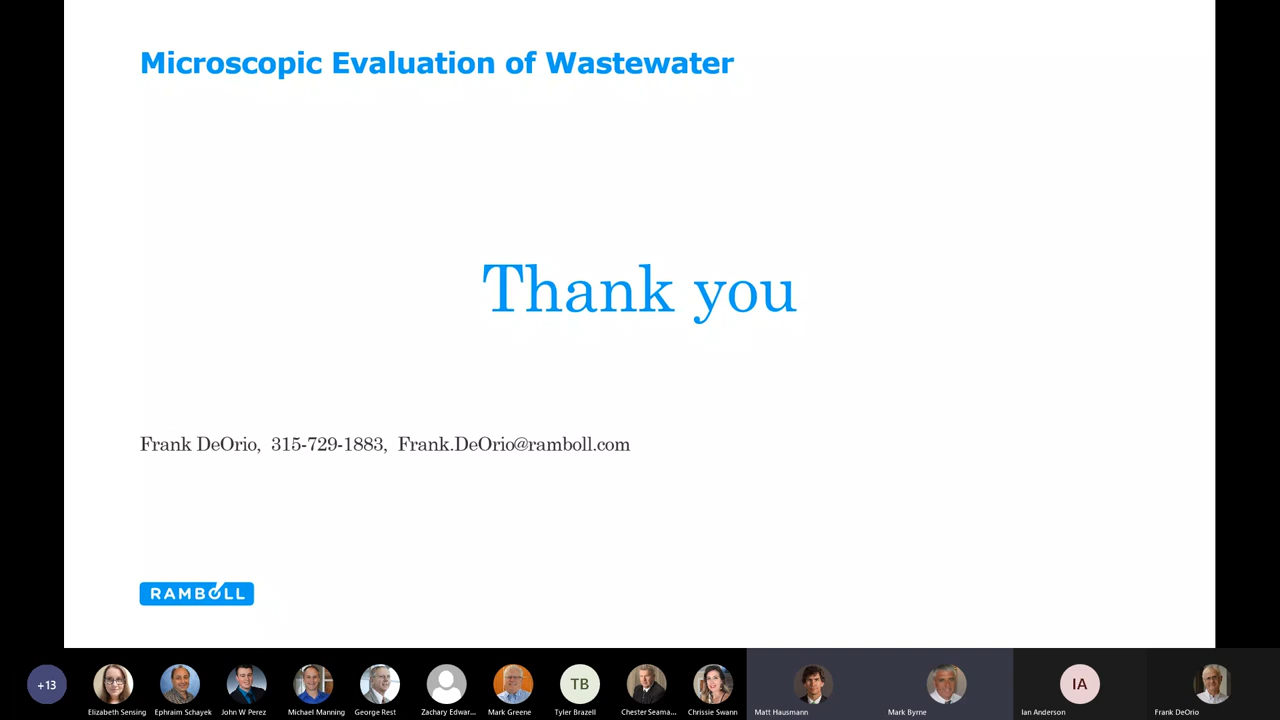 Microscopic Evaluation of Wastewater
Thank you
Frank DeOrio, 315-729-1883, Frank.DeOrio@ramboll.com
RAMBOLL
+13
TB
IA
Elizabeth Sensing
Ephraim Schayek
John W Perez
Michael Manning
George Rest
Zachary Edwar...
Mark Greene
Tyler Brazell
Chester Seama...
Chrissie Swann
Matt Hausmann
Mark Byrne
Ian Anderson
Frank DeOrio